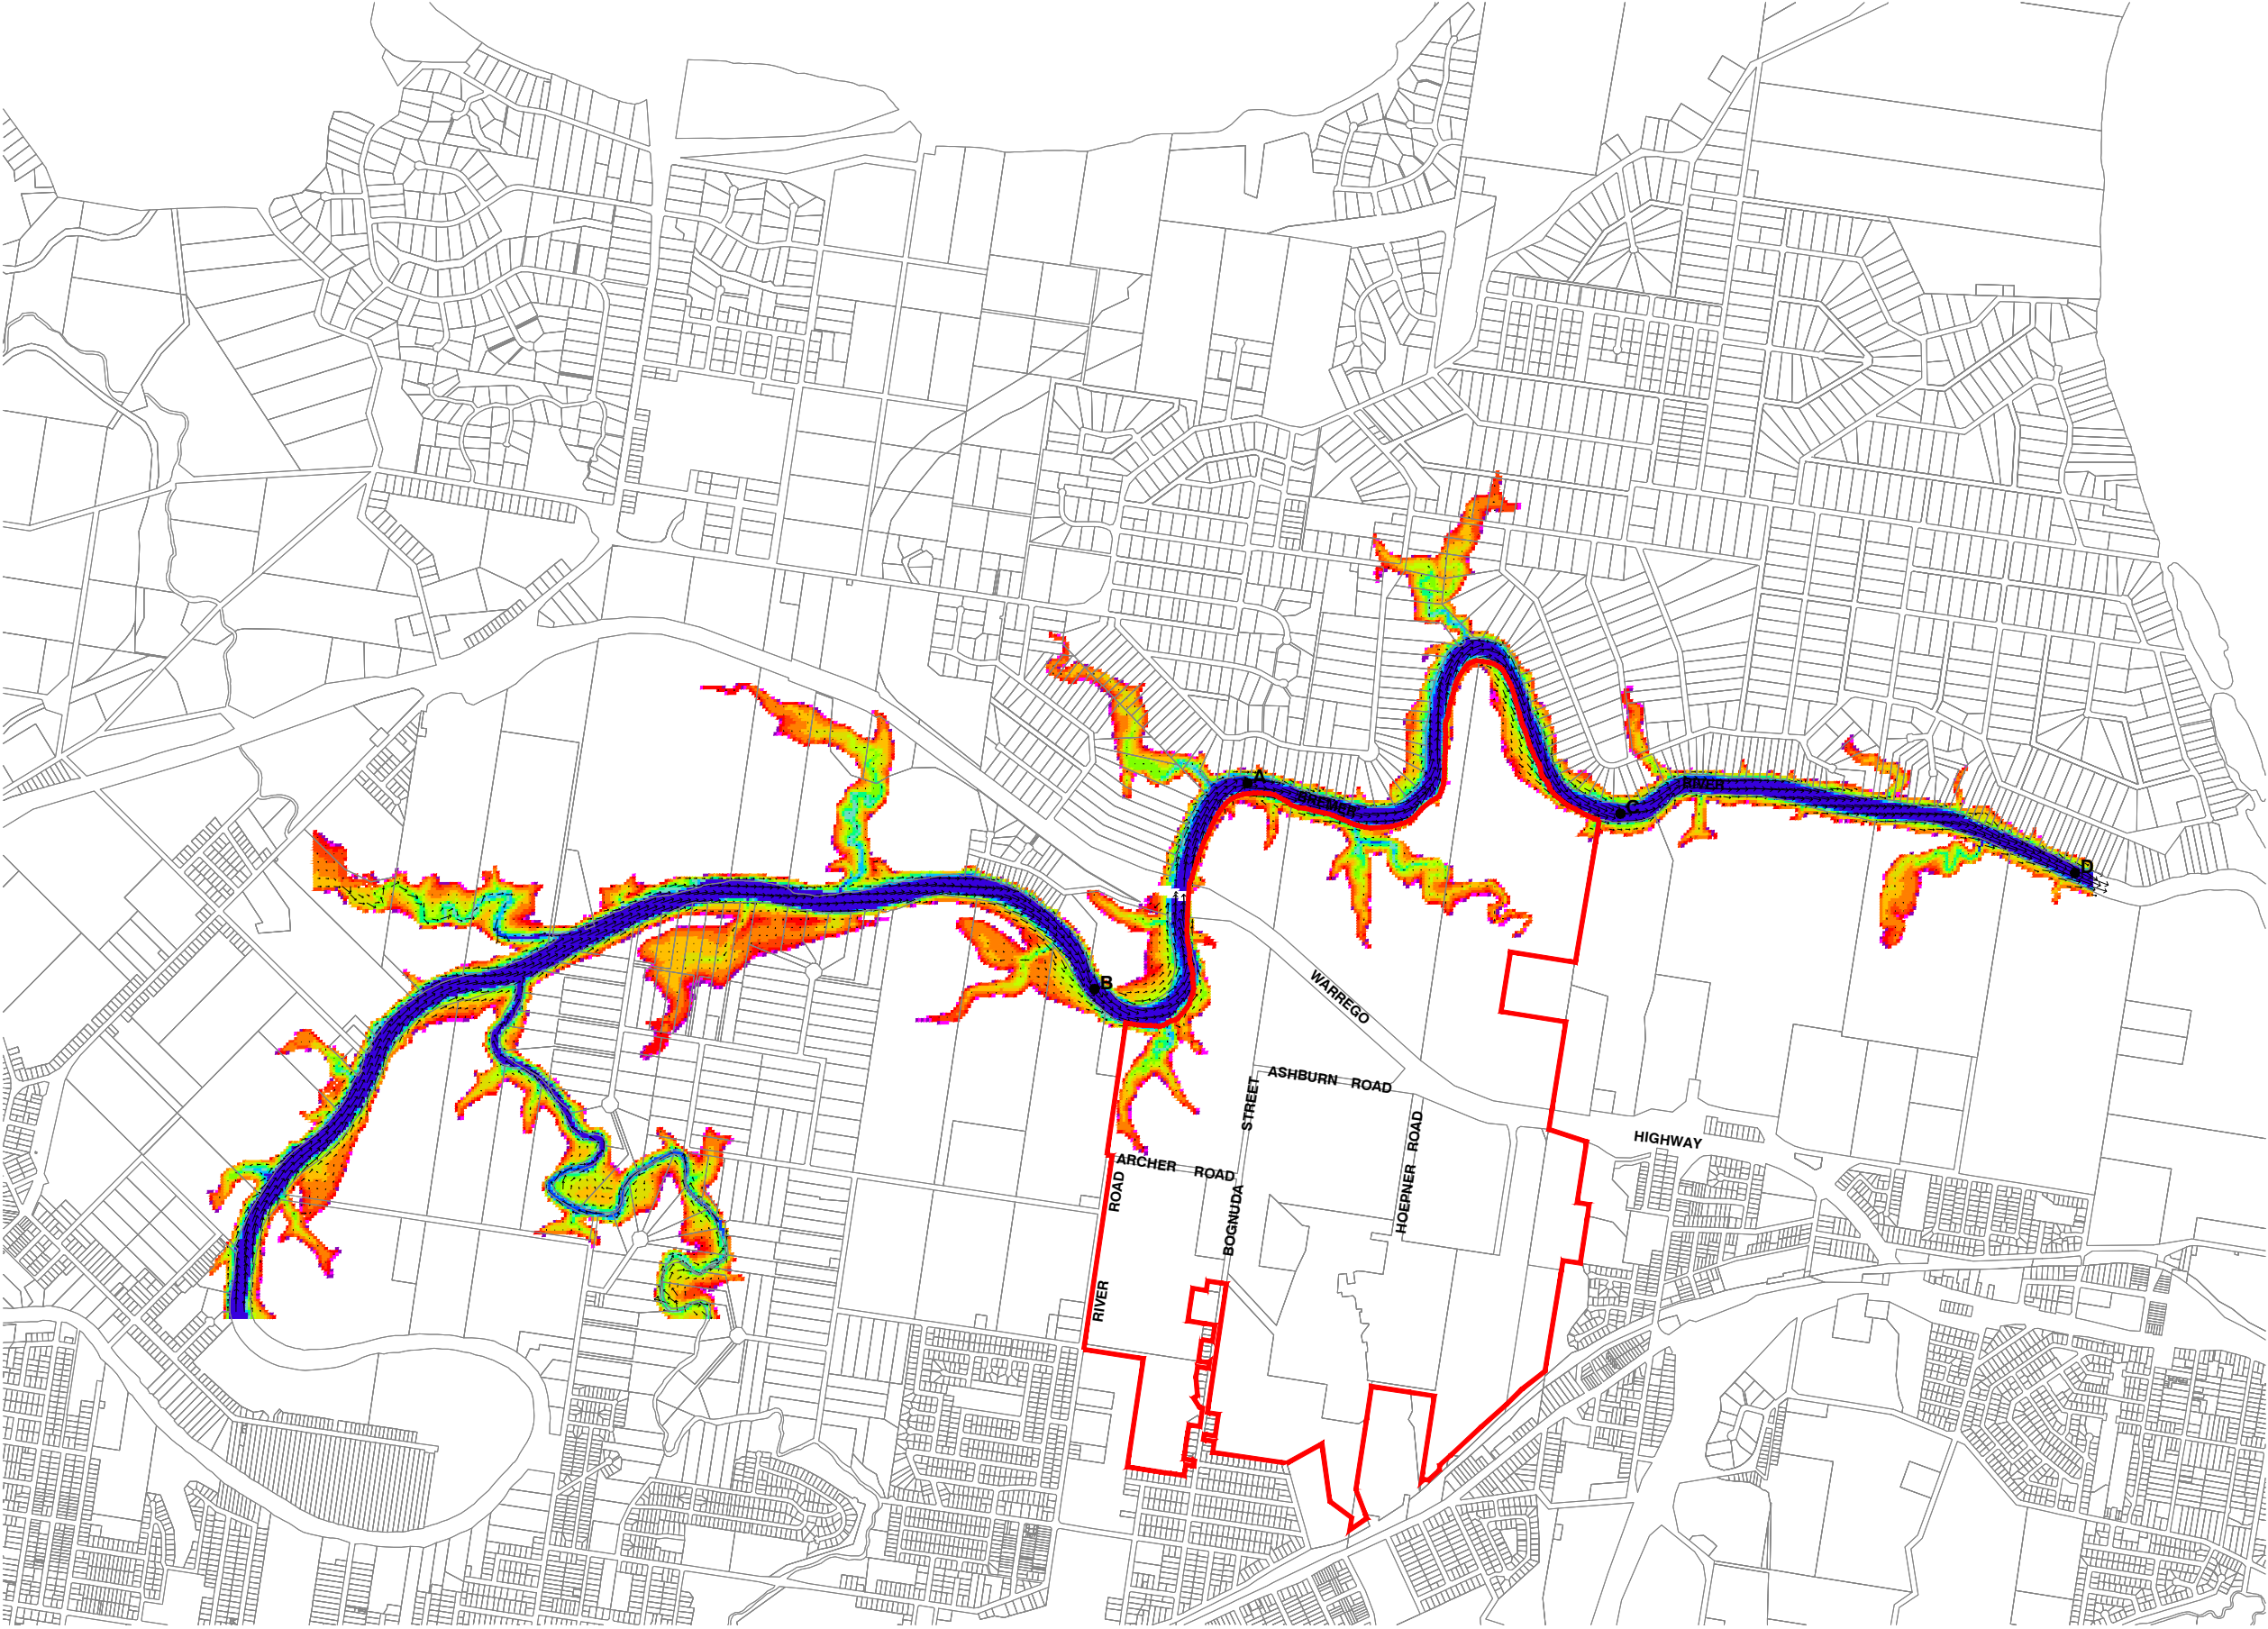 A
BREMER
RIVER
C
D
B
WARREGO
ASHBURN ROAD
STREET
HIGHWAY
ARCHER ROAD
ROAD
HOEPNER ROAD
BOGNUDA
RIVER